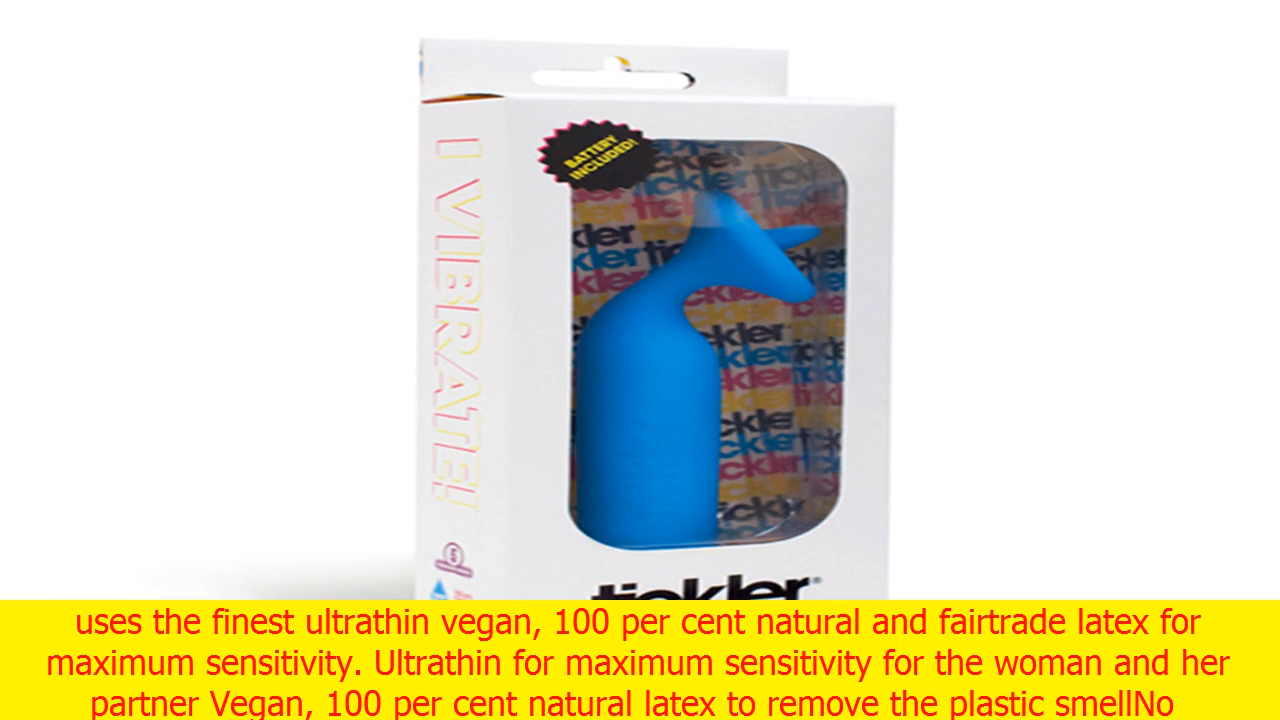 BATTERY
INCLUDED!
I VIBRATE!
tickler
uses the finest ultrathin vegan, 100 per cent natural and fairtrade latex for
maximum sensitivity. Ultrathin for maximum sensitivity for the woman and her
partner Vegan, 100 per cent natural latex to remove the plastic smellNo